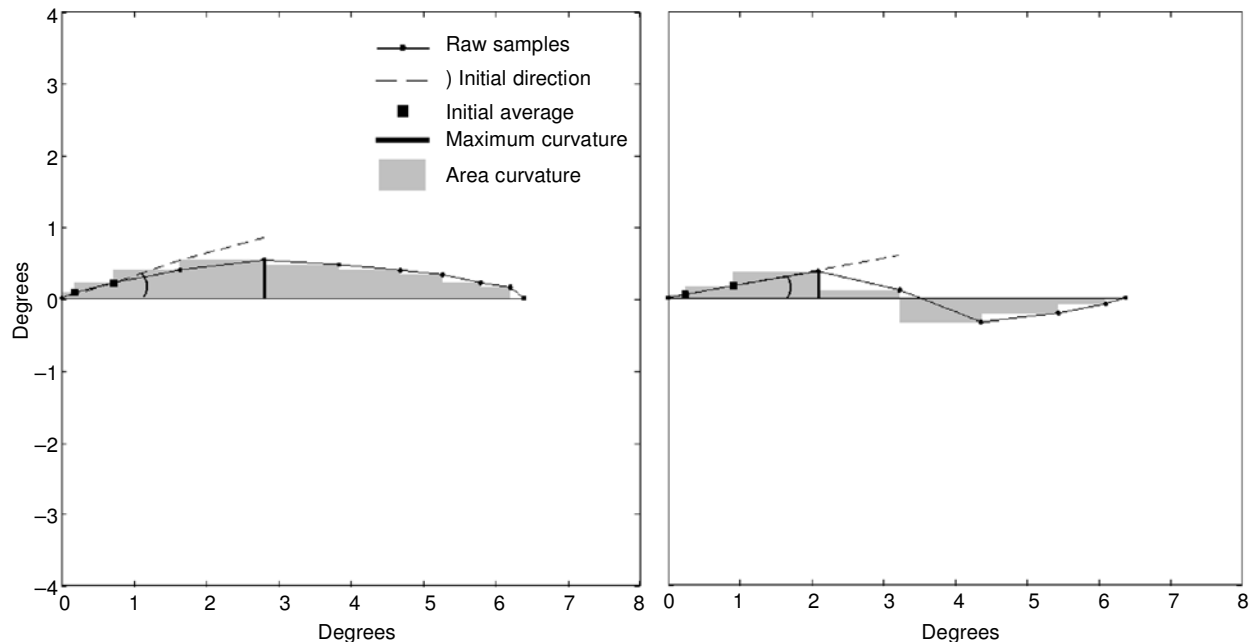 4
3
2
1
0
−1
−2
−3
−4
Degrees
Raw samples
) Initial direction
Initial average
Maximum curvature
Area curvature
0 1 2 3 4 5 6 7 8
Degrees
0 1 2 3 4 5 6 7 8
Degrees